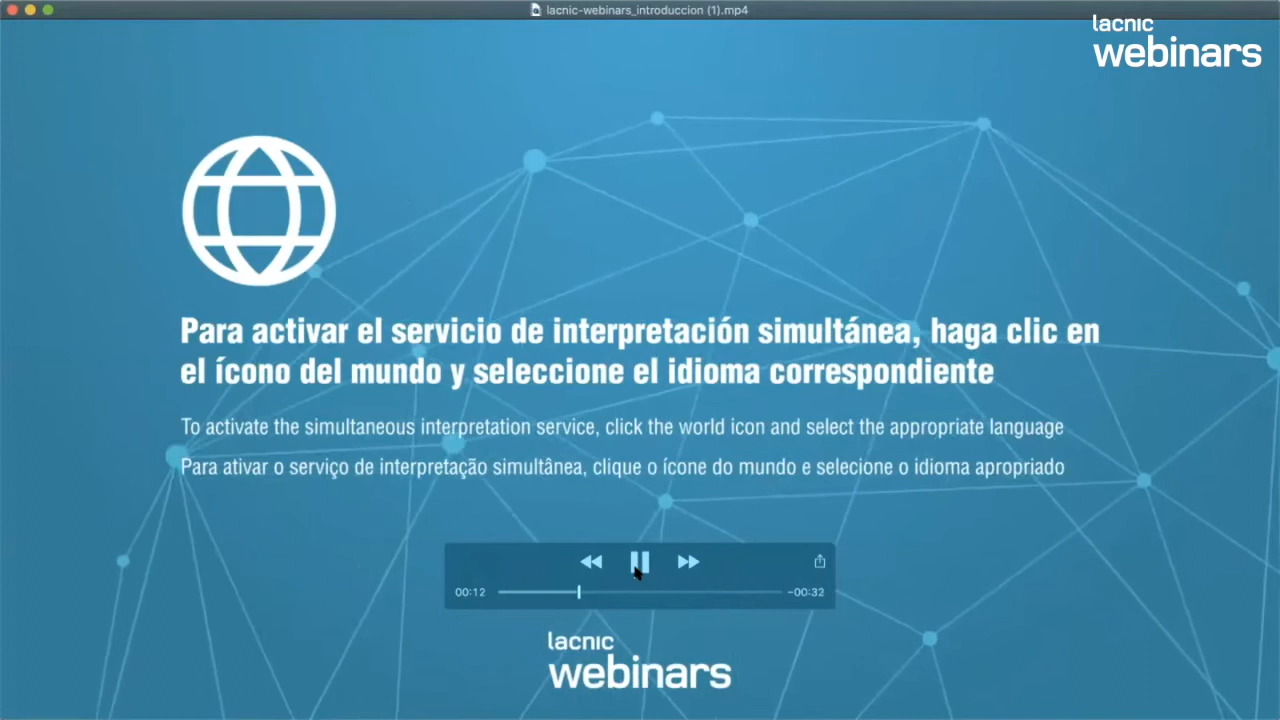 lacnic-webinars_introduccion (1).mp4
lacnic
webinars
Para activar el servicio de interpretación simultánea, haga clic en
el ícono del mundo y seleccione el idioma correspondiente
To activate the simultaneous interpretation service, click the world icon and select the appropriate language
Para ativar o serviço de interpretação simultânea, clique o ícone do mundo e selecione o idioma apropriado
00:12
-00:32
lacnic
webinars